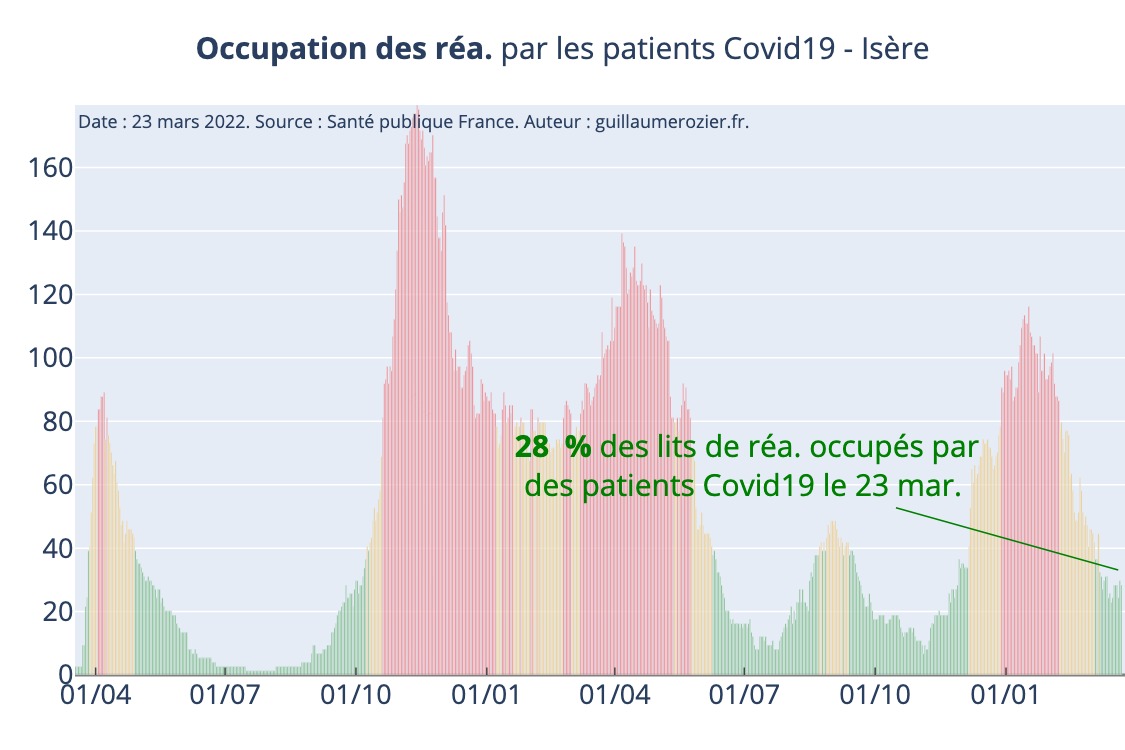 Occupation des réa. par les patients Covid19 - Isère
Date : 23 mars 2022. Source : Santé publique France. Auteur : guillaumerozier.fr.
160
140
120
100
80
28 % des lits de réa. occupés par
des patients Covid19 le 23 mar.
60
40
20
0
01/04 01/07 01/10 01/01 01/04 01/07 01/10 01/01